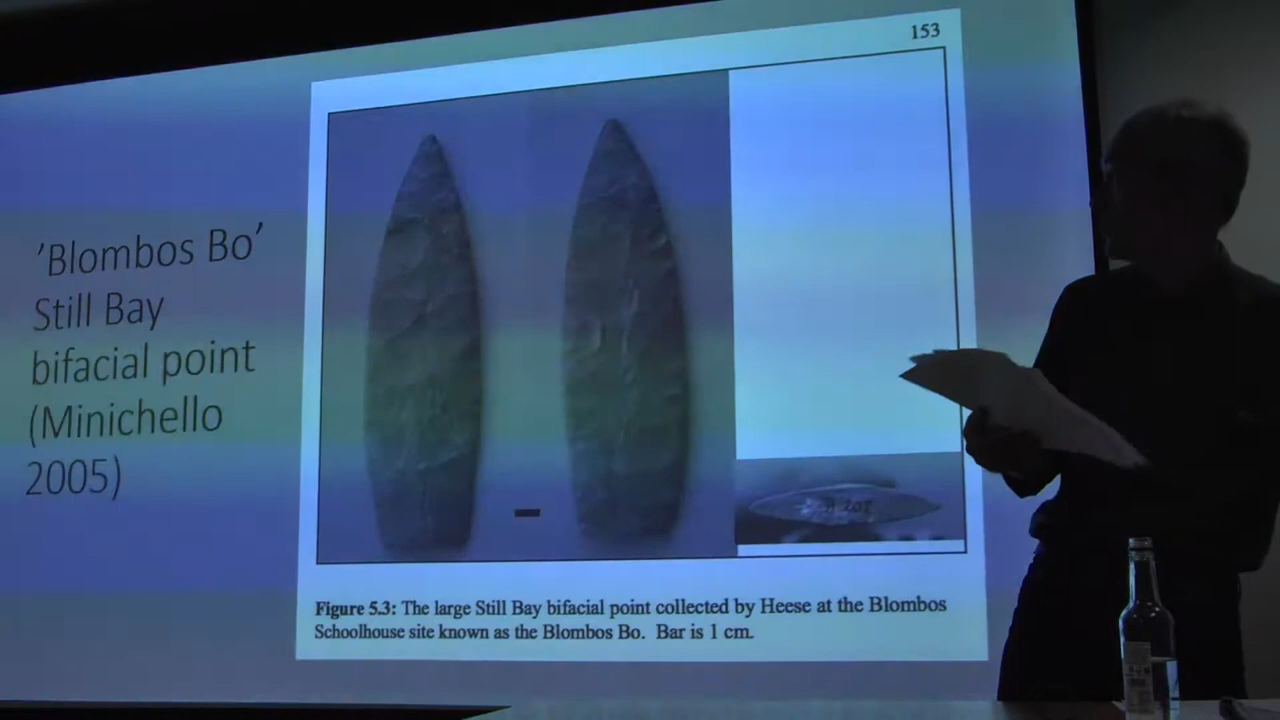 153
'Blombos Bo'
Still Bay
bifacial point
(Minichello
2005)
Figure 5.3: The large Still Bay bifacial point collected by Heese at the Blombos
Schoolhouse site known as the Blombos Bo. Bar is 1 cm.